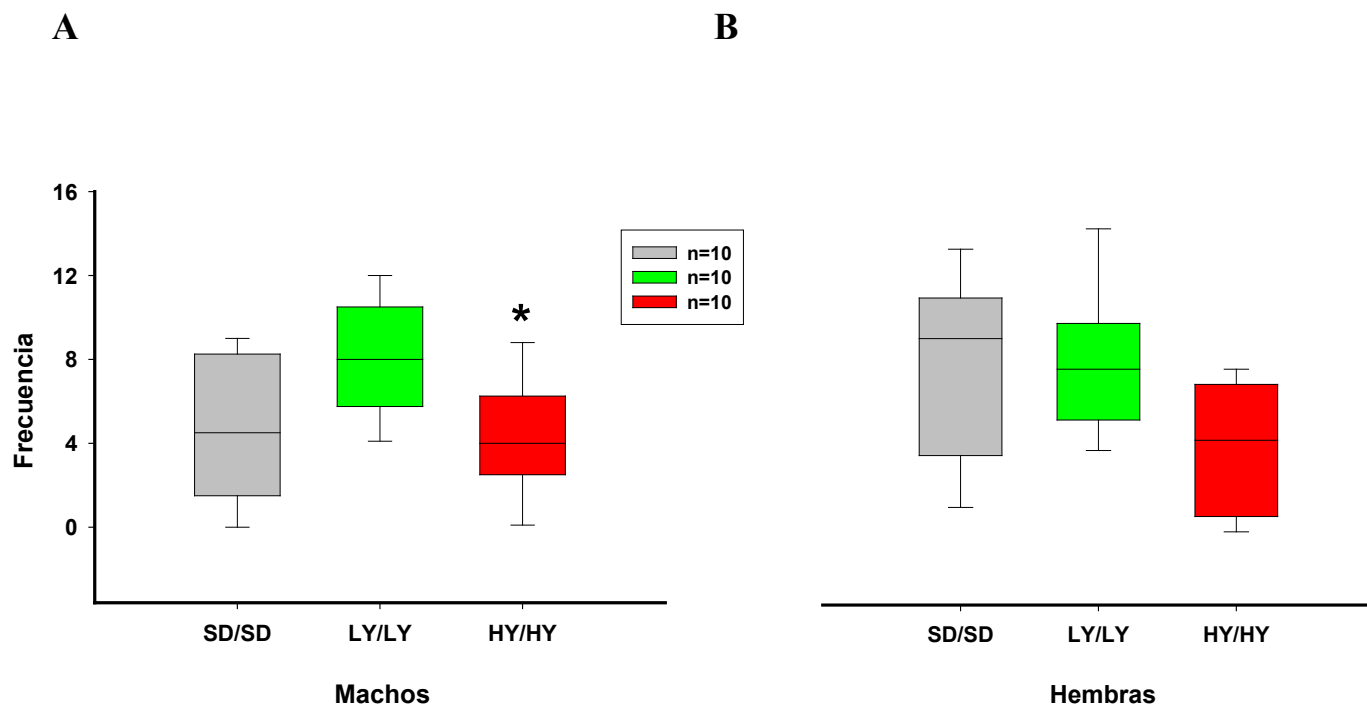 A
B
16
12
8
4
0
Frecuencia
n=10
n=10
n=10
*
SD/SD
LY/LY
HY/HY
Machos
SD/SD
LY/LY
HY/HY
Hembras